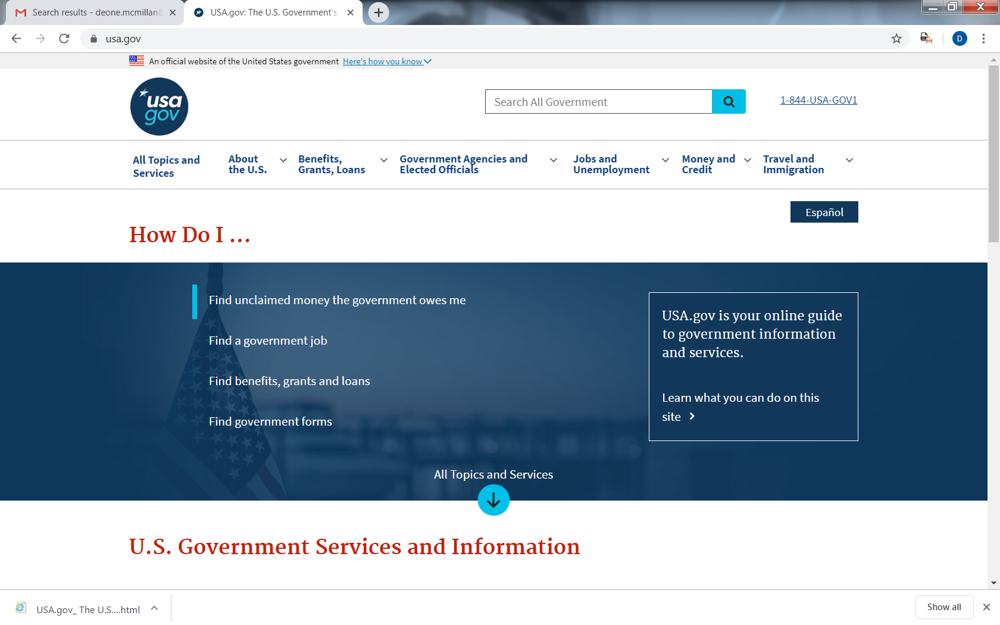 Search results - deone.mcmillan@
USA.gov: The U.S. Government's
usa.gov
D
An official website of the United States government Here's how you know
usa
gov
Search All Government
1-844-USA-GOV1
All Topics and
Services
About
the U.S.
Benefits,
Grants, Loans
Government Agencies and
Elected Officials
Jobs and
Unemployment
Money and
Credit
Travel and
Immigration
Español
How Do I ...
Find unclaimed money the government owes me
Find a government job
Find benefits, grants and loans
Find government forms
USA.gov is your online guide
to government information
and services.
Learn what you can do on this
site
All Topics and Services
U.S. Government Services and Information
USA.gov_ The U.S....html
Show all